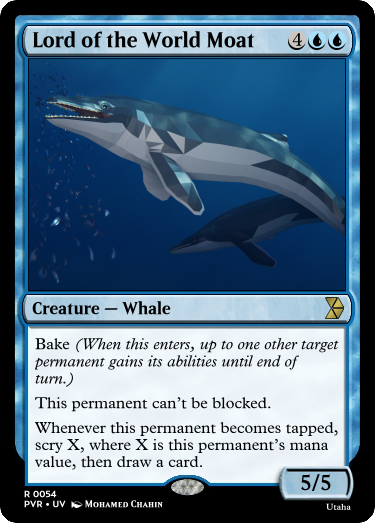 Lord of the World Moat 4
Creature — Whale
Bake (When this enters, up to one other target
permanent gains its abilities until end of
turn.)
This permanent can't be blocked.
Whenever this permanent becomes tapped,
scry X, where X is this permanent's mana
value, then draw a card.
5/5
R 0054
PVR • UV Mohamed Chahin
Utaha